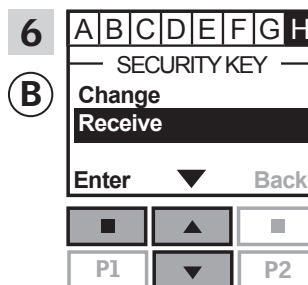 6
A B C D E F G H
SECURITY KEY
B
Change
Receive
Enter Back
P1 P2